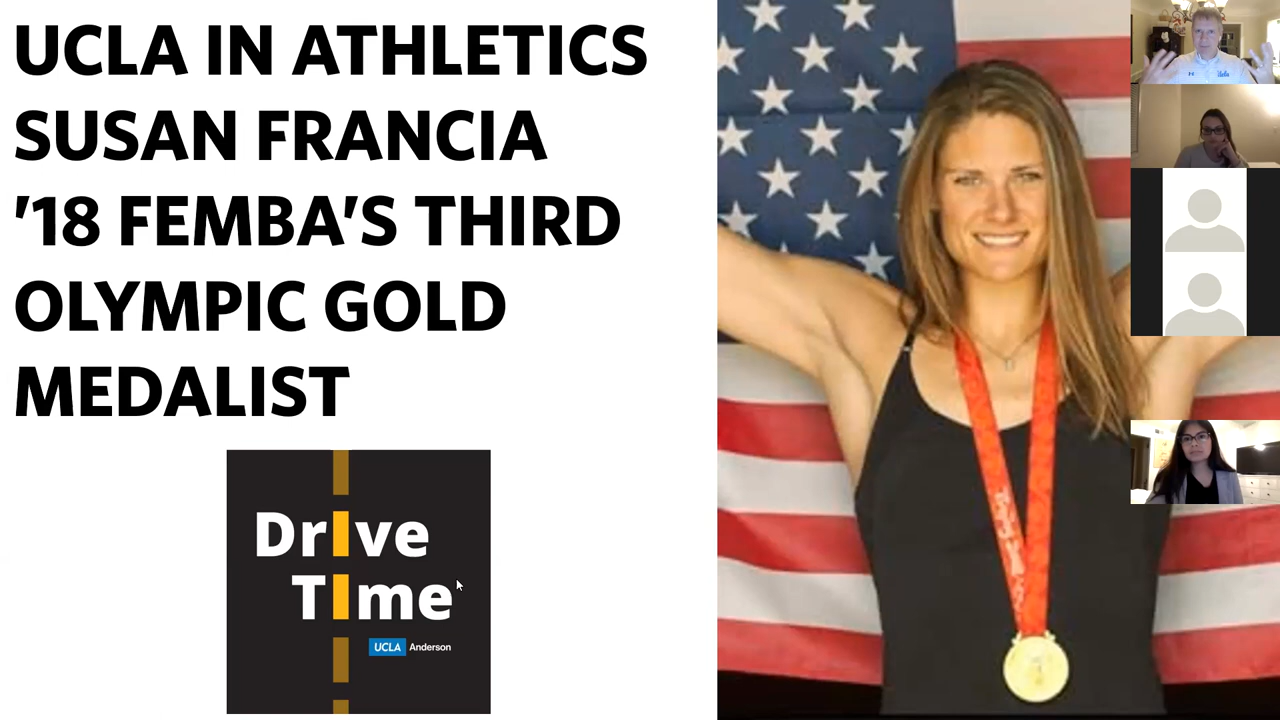 UCLA IN ATHLETICS
SUSAN FRANCIA
’18 FEMBA’S THIRD
OLYMPIC GOLD
MEDALIST
DrIve
TIme
UCLA Anderson